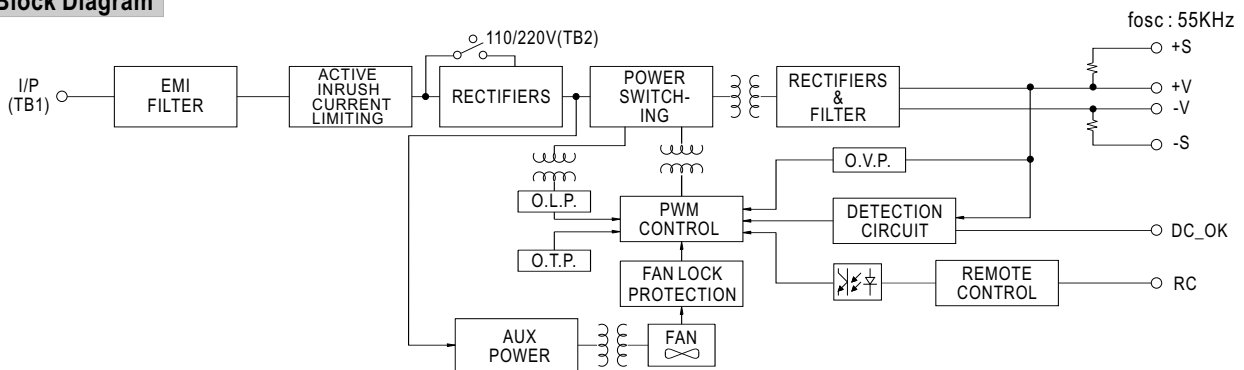 Block Diagram
fosc : 55KHz
110/220V(TB2)
+S
I/P
(TB1)
EMI
FILTER
ACTIVE
INRUSH
CURRENT
LIMITING
RECTIFIERS
POWER
SWITCH-
ING
RECTIFIERS
&
FILTER
+V
-V
-S
O.V.P.
O.L.P.
PWM
CONTROL
DETECTION
CIRCUIT
DC_OK
O.T.P.
FAN LOCK
PROTECTION
REMOTE
CONTROL
RC
AUX
POWER
FAN